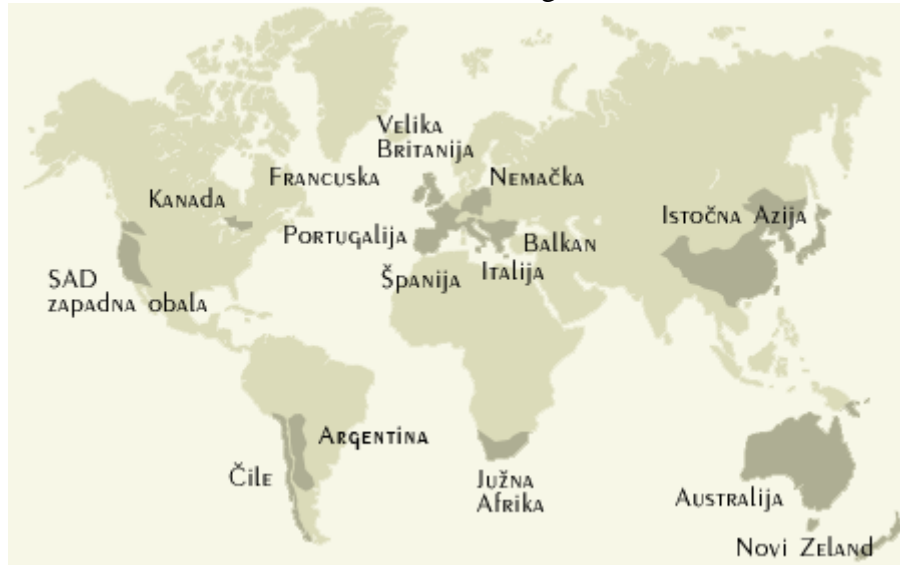 Velika
Britanija
Francuska
Nemačka
Kanada
Istočna Azija
Portugalija
Balkan
Italija
Španija
SAD
zapadna obala
Argentina
Čile
Južna
Afrika
Australija
Novi Zeland